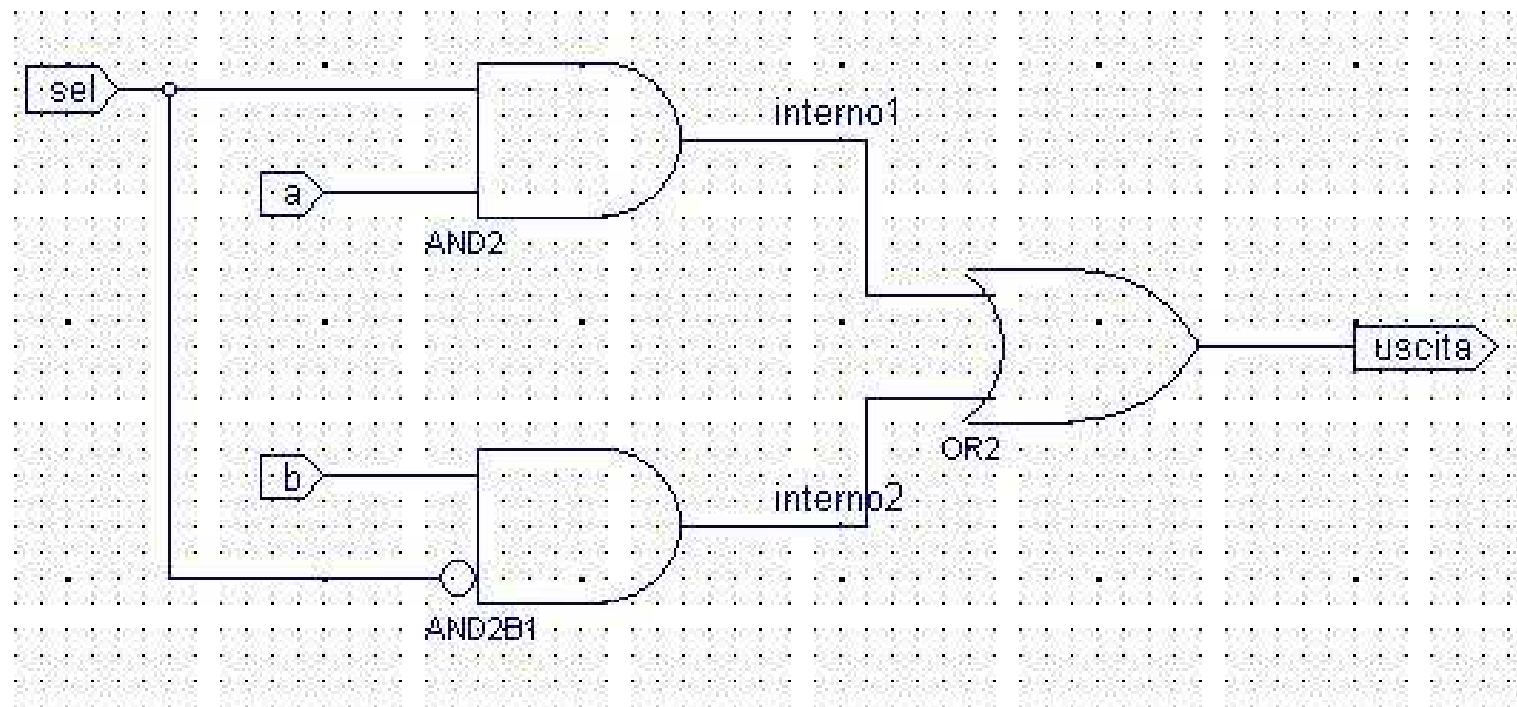 sel
interno1
a
AND2
uscita
OR2
b
interno2
AND2B1